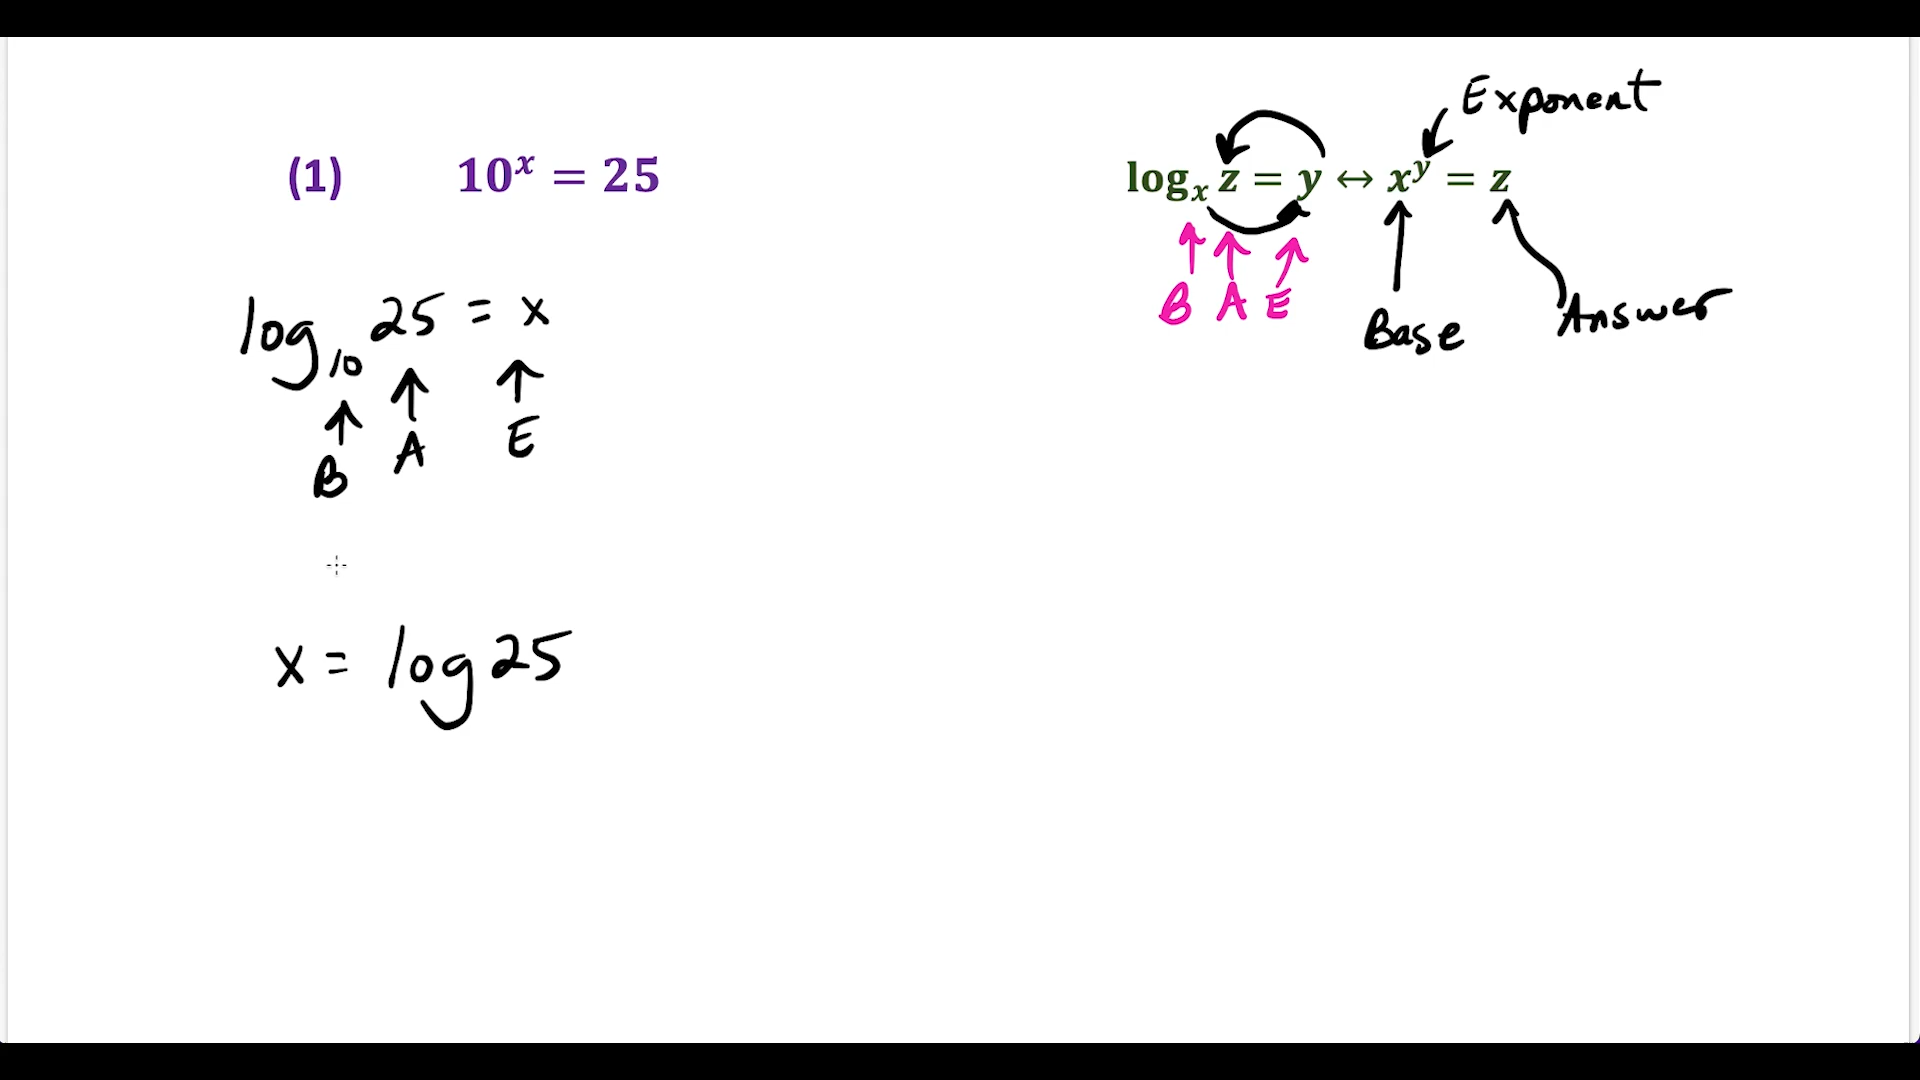 (1) 10^x = 25
log_10 25 = x
B A E
x = log 25
Exponent
log_x z = y ↔ x^y = z
B A E
Base
Answer